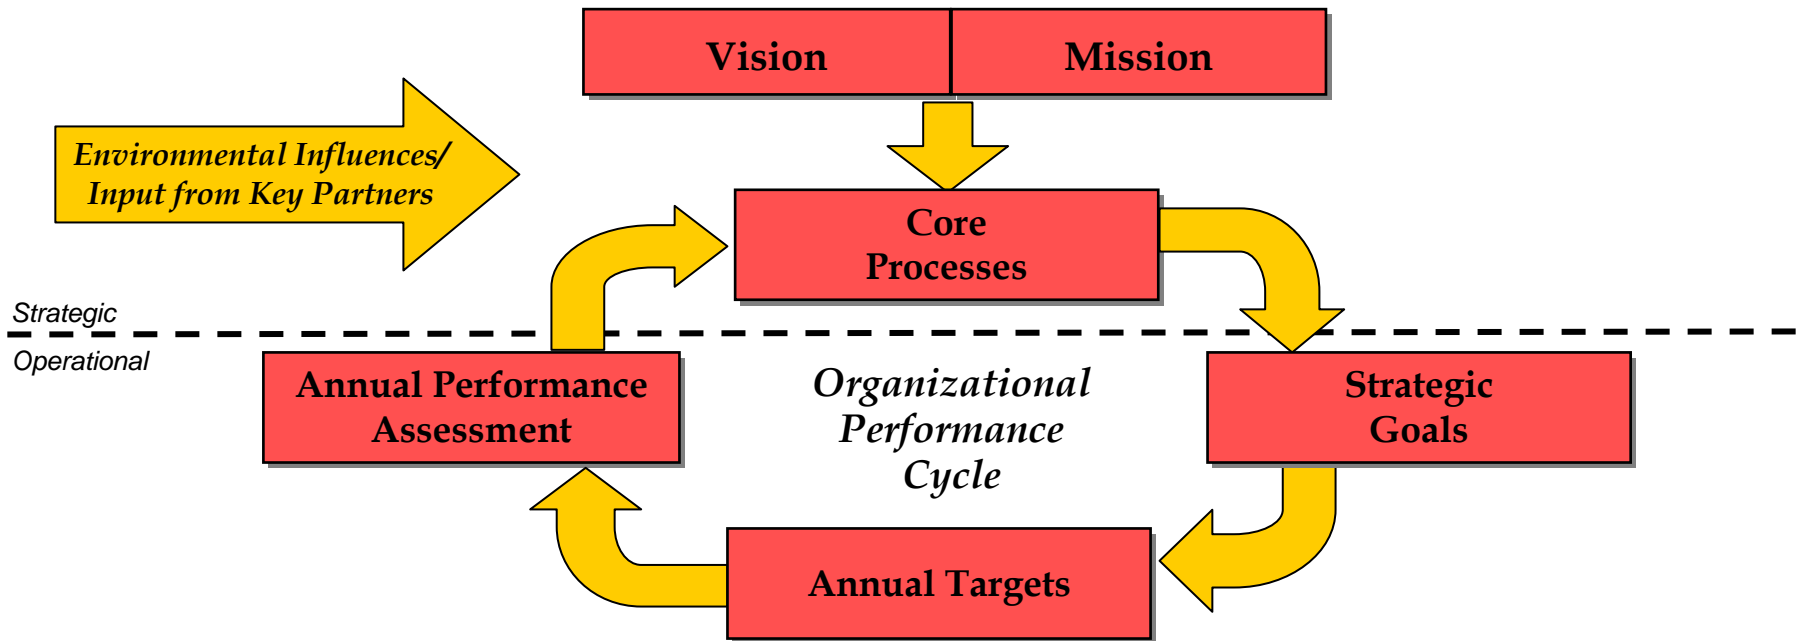 Vision
Mission
Environmental Influences/
Input from Key Partners
Core
Processes
Strategic
Operational
Annual Performance
Assessment
Organizational
Performance
Cycle
Strategic
Goals
Annual Targets